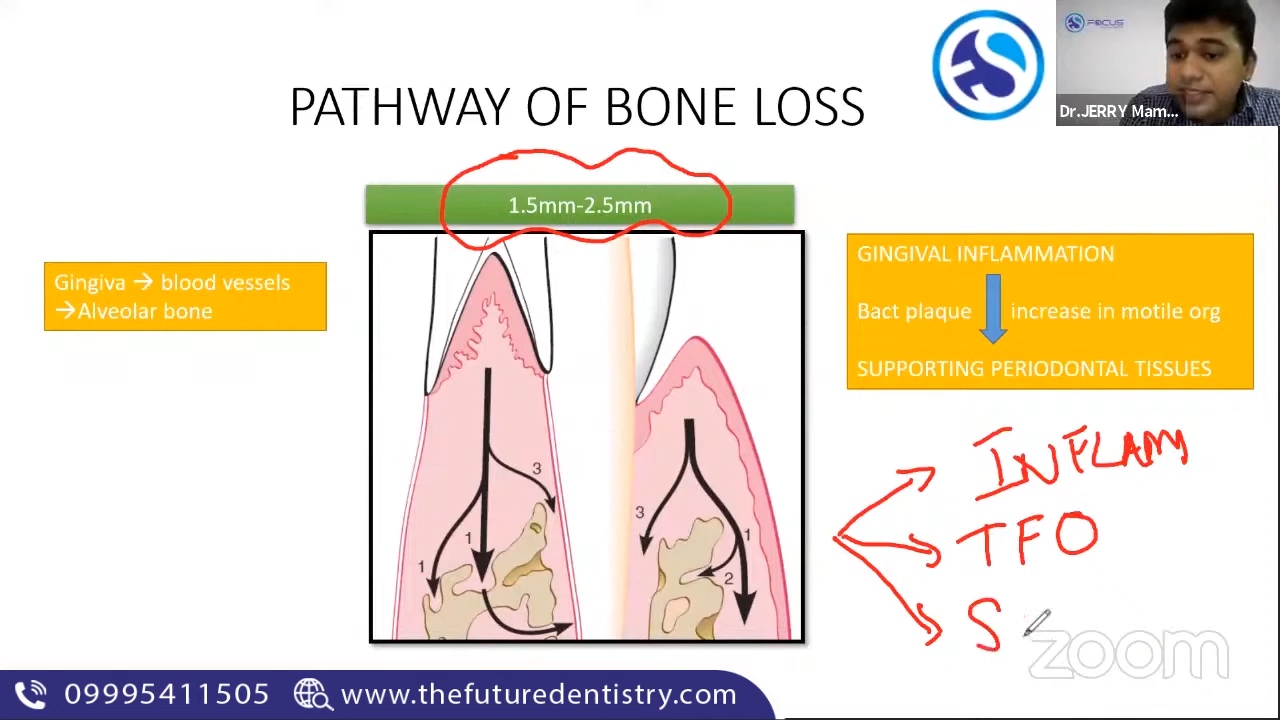 FOCUS
Dr.JERRY Mam...
PATHWAY OF BONE LOSS
1.5mm-2.5mm
Gingiva → blood vessels
→Alveolar bone
GINGIVAL INFLAMMATION
Bact plaque increase in motile org
SUPPORTING PERIODONTAL TISSUES
3
1
1
3
1
2
INFLAM
TFO
S
zoom
09995411505 www.thefuturedentistry.com